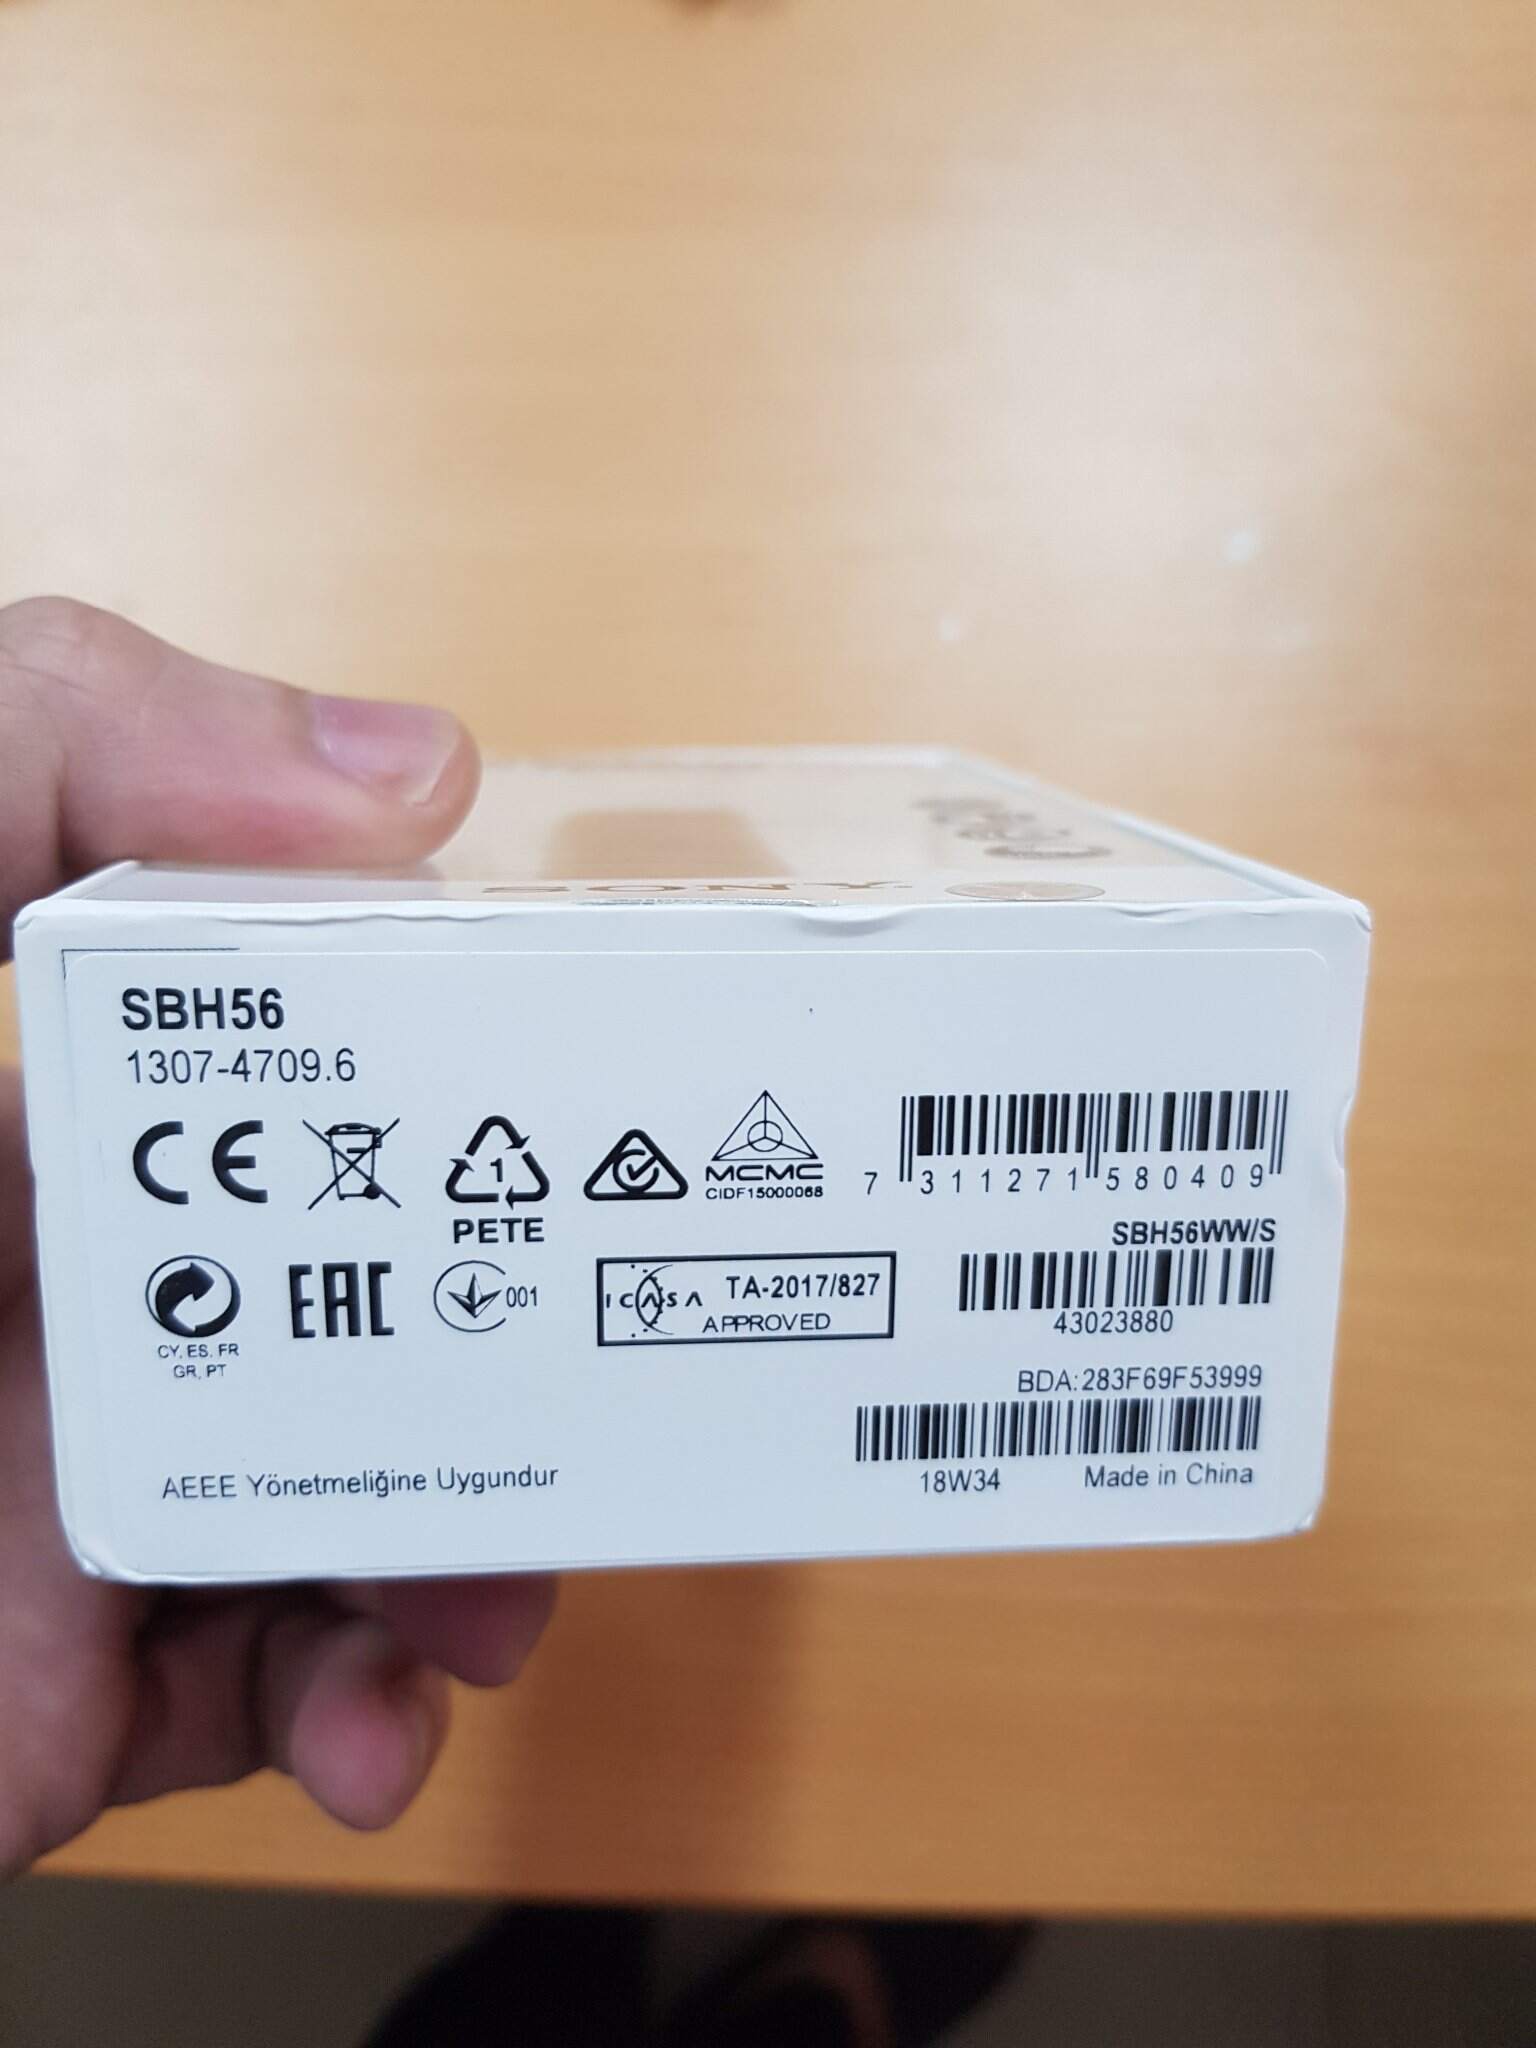 SONY
SBH56
1307-4709.6
CE
1
PETE
MCMC
CIDF15000068
7 311271 580409
SBH56WW/S
43023880
CY, ES, FR
GR, PT
EAC
001
ICASA TA-2017/827
APPROVED
BDA:283F69F53999
18W34 Made in China
AEEE Yönetmeliğine Uygundur